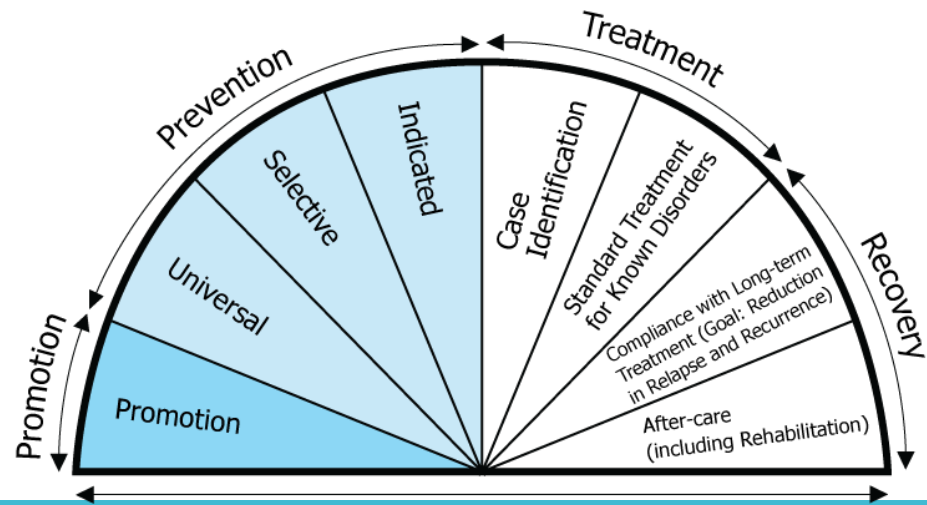 Promotion
Prevention
Treatment
Recovery
Promotion
Universal
Selective
Indicated
Case
Identification
Standard Treatment
for Known Disorders
Compliance with Long-term
Treatment (Goal: Reduction
in Relapse and Recurrence)
After-care
(including Rehabilitation)